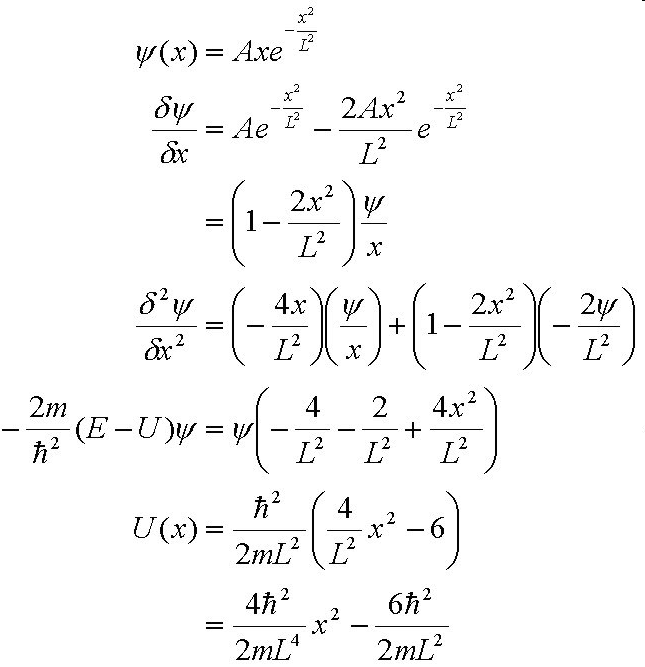 ψ(x) = Axe^{-x²/L²}
δψ/δx = Ae^{-x²/L²} - (2Ax²/L²)e^{-x²/L²}
= (1 - 2x²/L²) ψ/x
δ²ψ/δx² = (-4x/L²)(ψ/x) + (1 - 2x²/L²)(-2ψ/L²)
-(2m/ħ²)(E - U)ψ = ψ(-4/L² - 2/L² + 4x²/L²)
U(x) = (ħ²/2mL²)((4/L²)x² - 6)
= (4ħ²/2mL⁴)x² - 6ħ²/2mL²